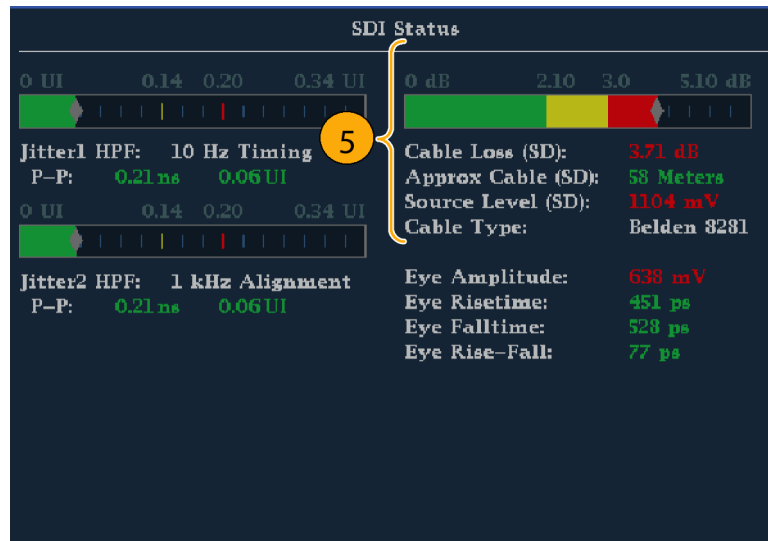 SDI Status
0 UI 0.14 0.20 0.34 UI
Jitter1 HPF: 10 Hz Timing
P-P: 0.21 ns 0.06 UI
0 UI 0.14 0.20 0.34 UI
Jitter2 HPF: 1 kHz Alignment
P-P: 0.21 ns 0.06 UI
5
0 dB 2.10 3.0 5.10 dB
Cable Loss (SD): 3.71 dB
Approx Cable (SD): 58 Meters
Source Level (SD): 1104 mV
Cable Type: Belden 8281
Eye Amplitude: 638 mV
Eye Risetime: 451 ps
Eye Falltime: 528 ps
Eye Rise-Fall: 77 ps